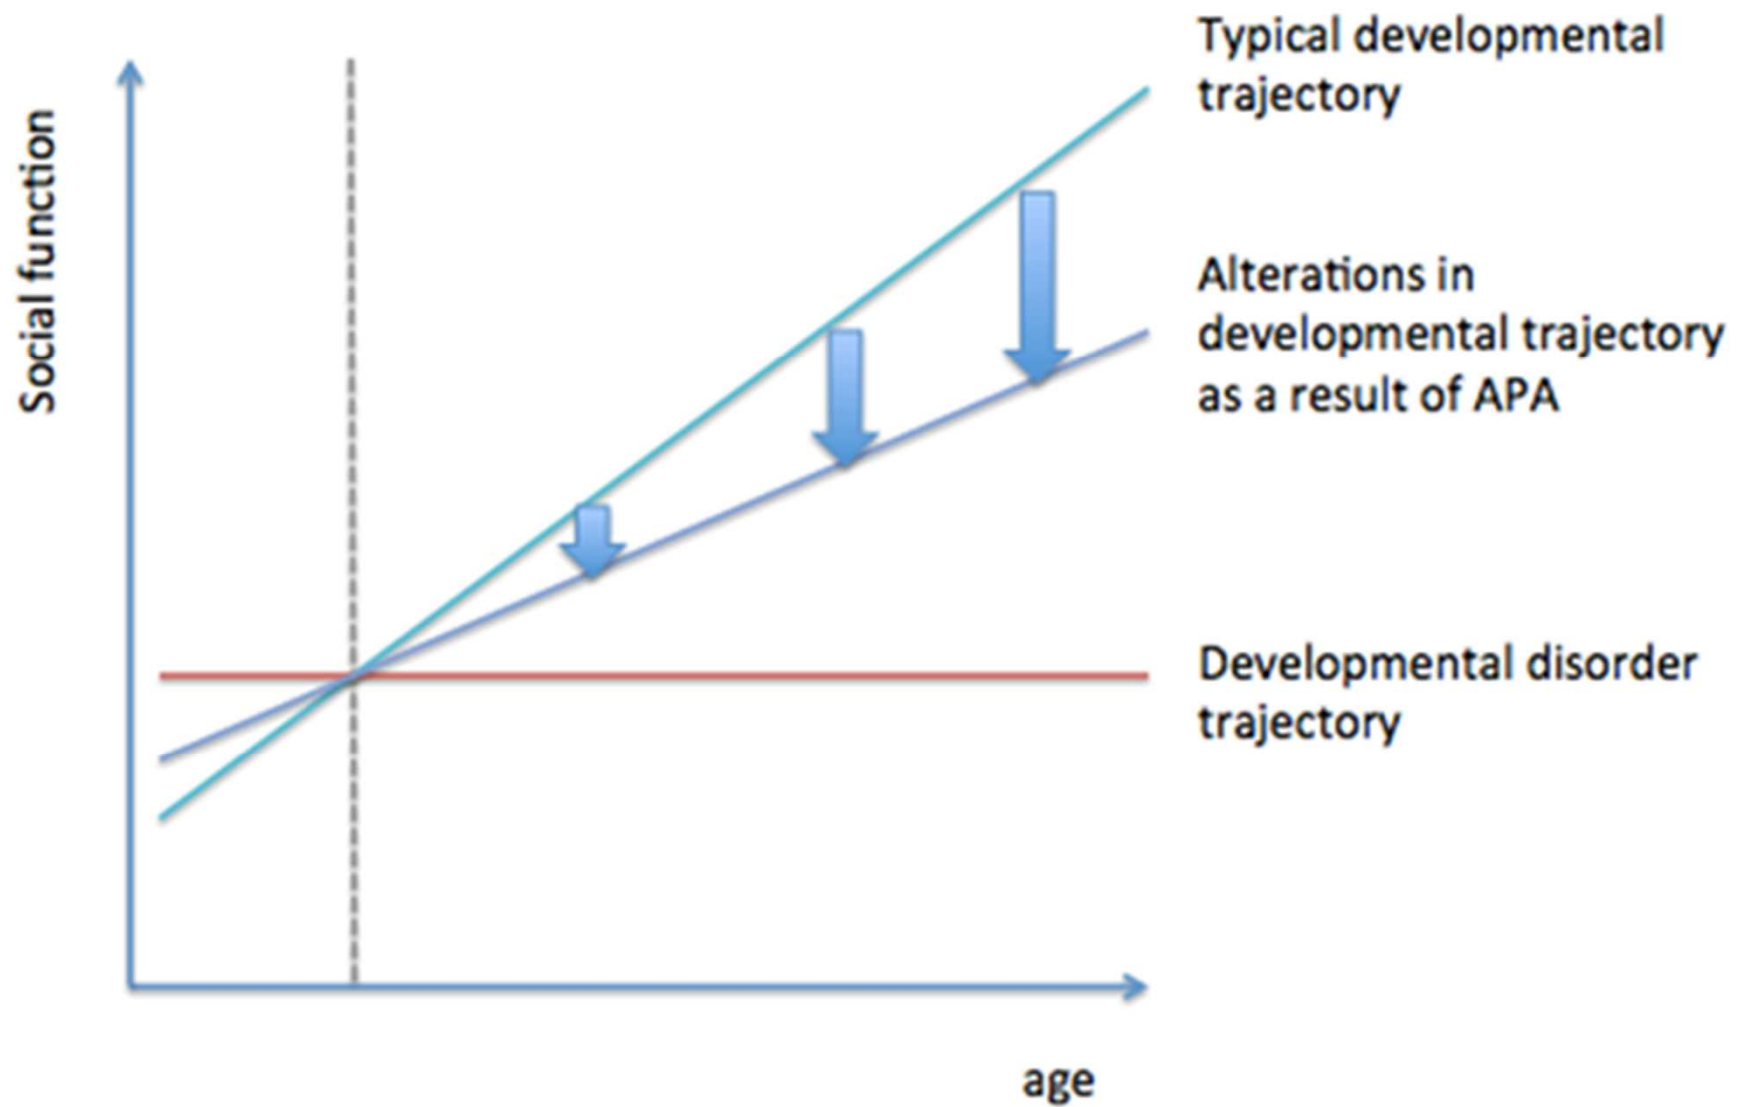 Typical developmental
trajectory
Social function
Alterations in
developmental trajectory
as a result of APA
Developmental disorder
trajectory
age